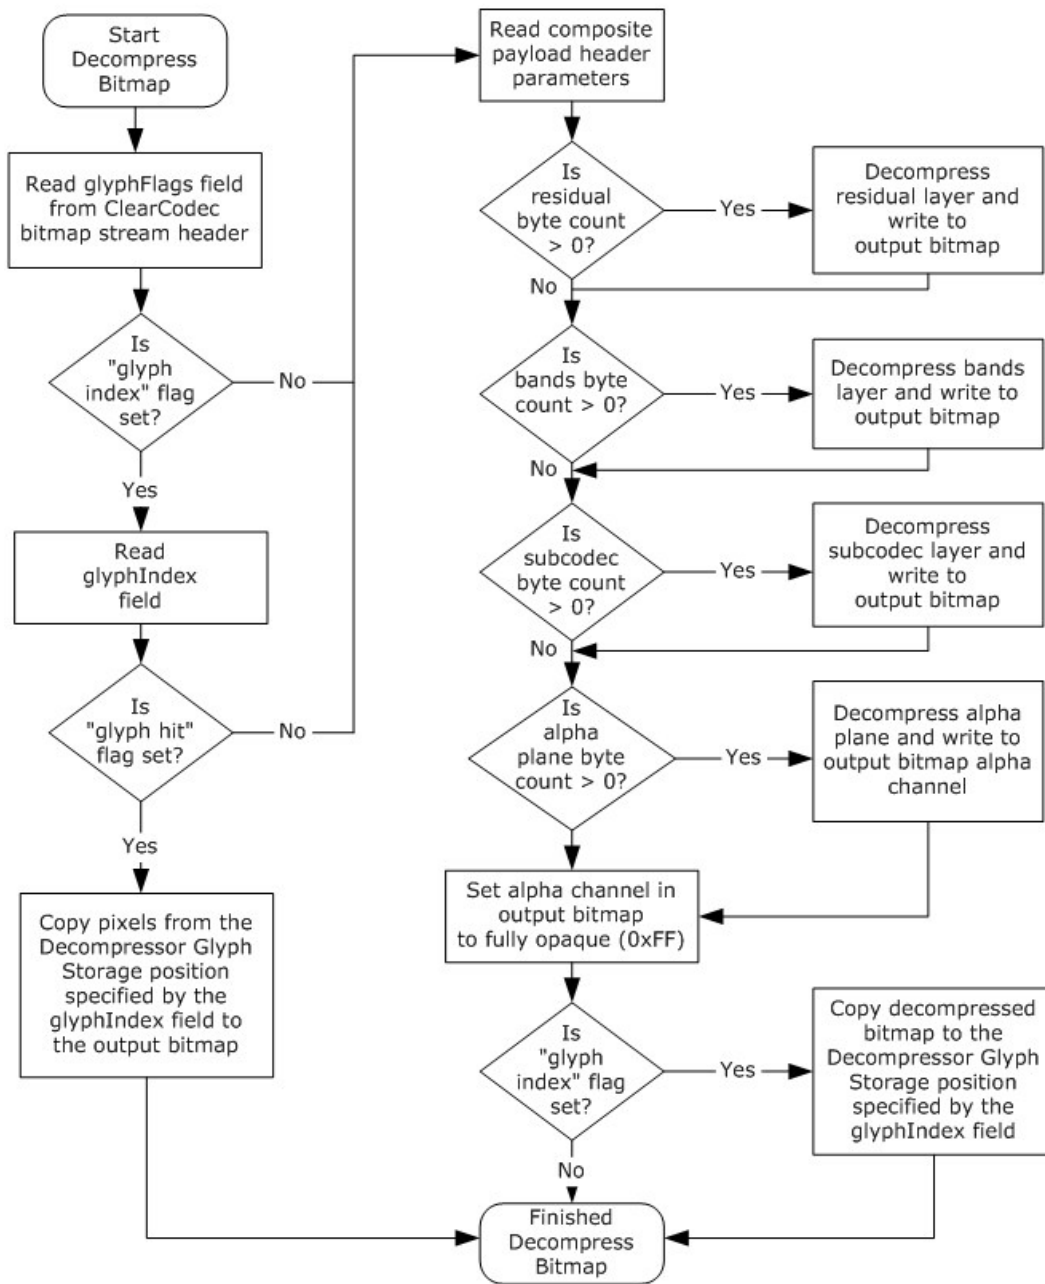 Start
Decompress
Bitmap
Read glyphFlags field
from ClearCodec
bitmap stream header
Is
"glyph
index" flag
set?
No
Yes
Read
glyphIndex
field
Is
"glyph hit"
flag set?
No
Yes
Copy pixels from the
Decompressor Glyph
Storage position
specified by the
glyphIndex field to
the output bitmap
Read composite
payload header
parameters
Is
residual
byte count
> 0?
Yes
Decompress
residual layer and
write to
output bitmap
No
Is
bands byte
count > 0?
Yes
Decompress bands
layer and write to
output bitmap
No
Is
subcodec
byte count
> 0?
Yes
Decompress
subcodec layer and
write to
output bitmap
No
Is
alpha
plane byte
count > 0?
Yes
Decompress alpha
plane and write to
output bitmap alpha
channel
Set alpha channel in
output bitmap
to fully opaque (0xFF)
Is
"glyph
index" flag
set?
Yes
Copy decompressed
bitmap to the
Decompressor Glyph
Storage position
specified by the
glyphIndex field
No
Finished
Decompress
Bitmap